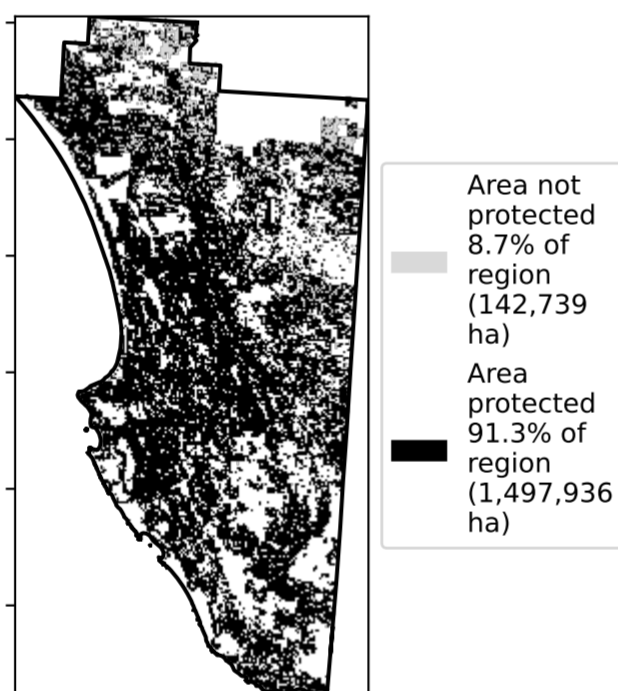 Area not
protected
8.7% of
region
(142,739
ha)
Area
protected
91.3% of
region
(1,497,936
ha)